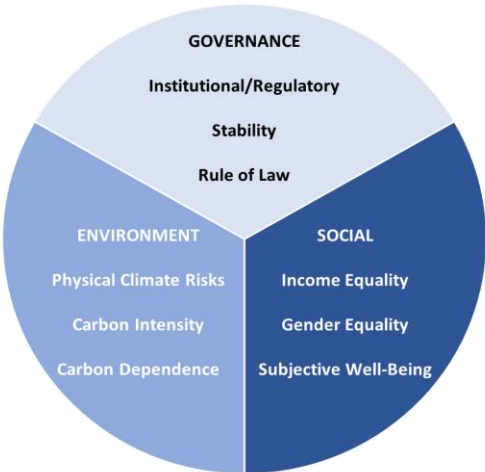 GOVERNANCE
Institutional/Regulatory
Stability
Rule of Law
ENVIRONMENT
Physical Climate Risks
Carbon Intensity
Carbon Dependence
SOCIAL
Income Equality
Gender Equality
Subjective Well-Being